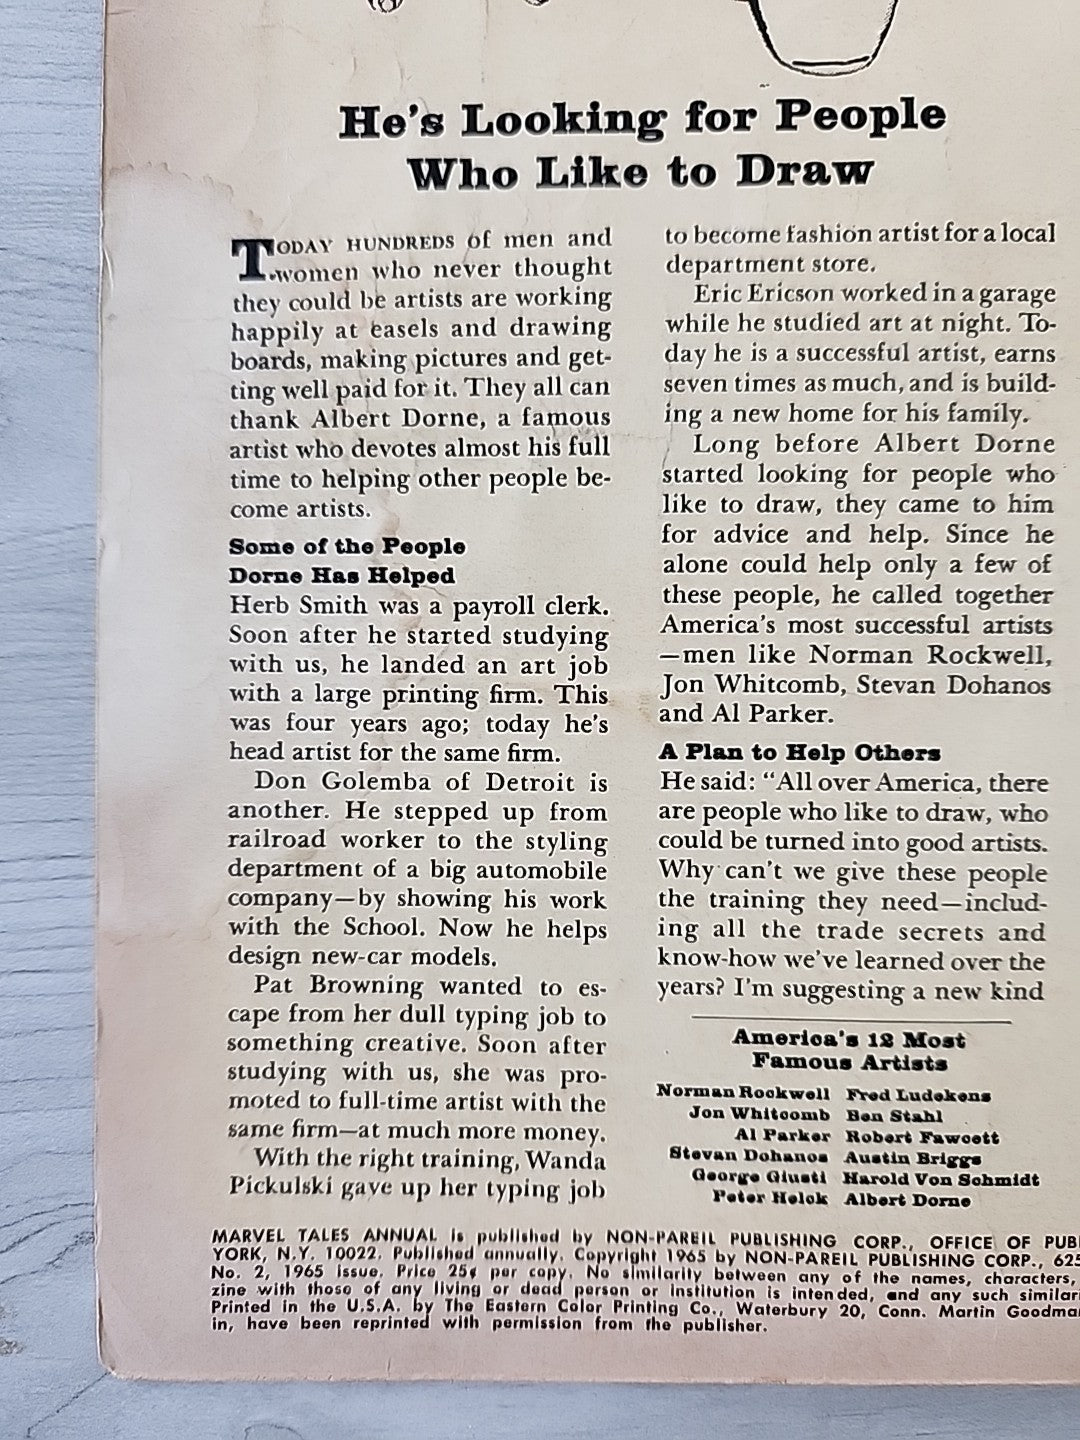 He's Looking for People
Who Like to Draw
TODAY HUNDREDS of men and
women who never thought
they could be artists are working
happily at easels and drawing
boards, making pictures and get-
ting well paid for it. They all can
thank Albert Dorne, a famous
artist who devotes almost his full
time to helping other people be-
come artists.
Some of the People
Dorne Has Helped
Herb Smith was a payroll clerk.
Soon after he started studying
with us, he landed an art job
with a large printing firm. This
was four years ago; today he's
head artist for the same firm.
Don Golemba of Detroit is
another. He stepped up from
railroad worker to the styling
department of a big automobile
company—by showing his work
with the School. Now he helps
design new-car models.
Pat Browning wanted to es-
cape from her dull typing job to
something creative. Soon after
studying with us, she was pro-
moted to full-time artist with the
same firm—at much more money.
With the right training, Wanda
Pickulski gave up her typing job
to become fashion artist for a local
department store.
Eric Ericson worked in a garage
while he studied art at night. To-
day he is a successful artist, earns
seven times as much, and is build-
ing a new home for his family.
Long before Albert Dorne
started looking for people who
like to draw, they came to him
for advice and help. Since he
alone could help only a few of
these people, he called together
America's most successful artists
—men like Norman Rockwell,
Jon Whitcomb, Stevan Dohanos
and Al Parker.
A Plan to Help Others
He said: "All over America, there
are people who like to draw, who
could be turned into good artists.
Why can't we give these people
the training they need—includ-
ing all the trade secrets and
know-how we've learned over the
years? I'm suggesting a new kind
America's 12 Most
Famous Artists
Norman Rockwell Fred Ludekens
Jon Whitcomb Ben Stahl
Al Parker Robert Fawcett
Stevan Dohanos Austin Briggs
George Giusti Harold Von Schmidt
Peter Helck Albert Dorne
MARVEL TALES ANNUAL is published by NON-PAREIL PUBLISHING CORP., OFFICE OF PUB
YORK, N.Y. 10022. Published annually. Copyright 1965 by NON-PAREIL PUBLISHING CORP., 625
No. 2, 1965 issue. Price 25¢ per copy. No similarity between any of the names, characters,
zine with those of any living or dead person or institution is intended, and any such similar
Printed in the U.S.A. by The Eastern Color Printing Co., Waterbury 20, Conn. Martin Goodma
in, have been reprinted with permission from the publisher.